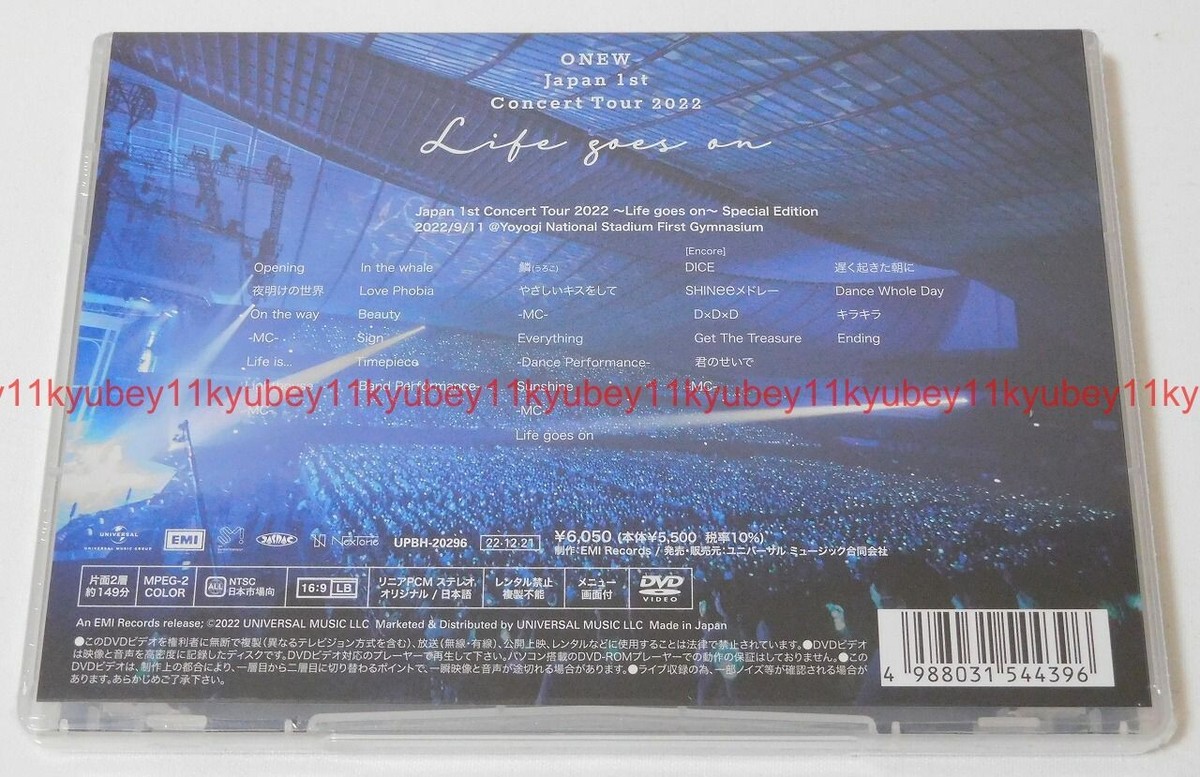 ONEW
Japan 1st
Concert Tour 2022
Life goes on
Japan 1st Concert Tour 2022 ～Life goes on～ Special Edition
2022/9/11 @Yoyogi National Stadium First Gymnasium
Opening
夜明けの世界
On the way
-MC-
Life is...
MC
In the whale
Love Phobia
Beauty
Sign
Timepiece
-Band Performance-
鱗(うろこ)
やさしいキスをして
-MC-
Everything
-Dance Performance-
Sunshine
-MC-
Life goes on
[Encore]
DICE
SHINeeメドレー
D×D×D
Get The Treasure
君のせいで
-MC-
遅く起きた朝に
Dance Whole Day
キラキラ
Ending
y11kyubey11kyubey11kyubey11kyubey11kyubey11kyubey11kyubey11ky
UNIVERSAL
UNIVERSAL MUSIC GROUP
EMI
JASRAC
NexTone
UPBH-20296
22·12·21
¥6,050 (本体¥5,500 税率10%)
制作:EMI Records / 発売・販売元:ユニバーサル ミュージック合同会社
片面2層
約149分
MPEG-2
COLOR
ALL
NTSC
日本市場向
16:9 LB
リニアPCM ステレオ
オリジナル / 日本語
レンタル禁止
複製不能
メニュー
画面付
DVD
VIDEO
An EMI Records release; ©2022 UNIVERSAL MUSIC LLC Marketed & Distributed by UNIVERSAL MUSIC LLC Made in Japan
●このDVDビデオを権利者に無断で複製(異なるテレビジョン方式を含む)、放送(無線・有線)、公開上映、レンタルなどに使用することは法律で禁止されています。●DVDビデオ
は映像と音声を高密度に記録したディスクです。DVDビデオ対応のプレーヤーで再生して下さい。パソコン搭載のDVD-ROMプレーヤーでの動作の保証はしておりません。●この
DVDビデオは、制作上の都合により、一層目から二層目に切り替わるポイントで、一瞬映像と音声が途切れる場合があります。●ライブ収録の為、一部ノイズ等が確認される場合が
あります。あらかじめご了承下さい。
4 988031 544396